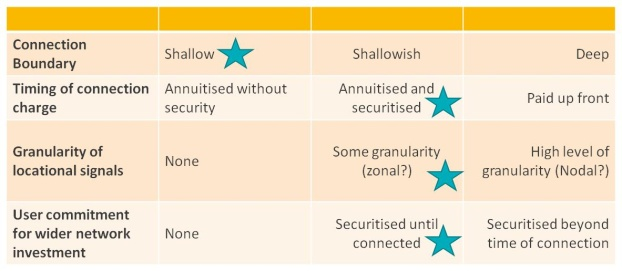 Connection
Boundary
Shallow
Shallowish
Deep
Timing of connection
charge
Annuitised without
security
Annuitised and
securitised
Paid up front
Granularity of
locational signals
None
Some granularity
(zonal?)
High level of
granularity (Nodal?)
User commitment
for wider network
investment
None
Securitised until
connected
Securitised beyond
time of connection